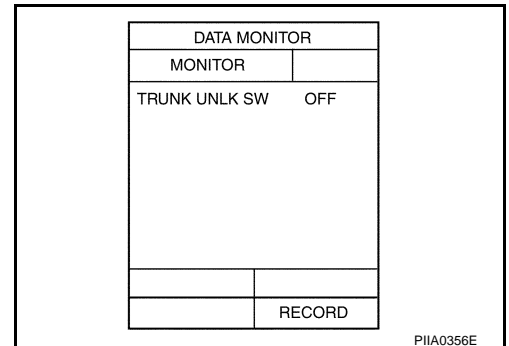 DATA MONITOR
MONITOR
TRUNK UNLK SW OFF
RECORD
PIIA0356E